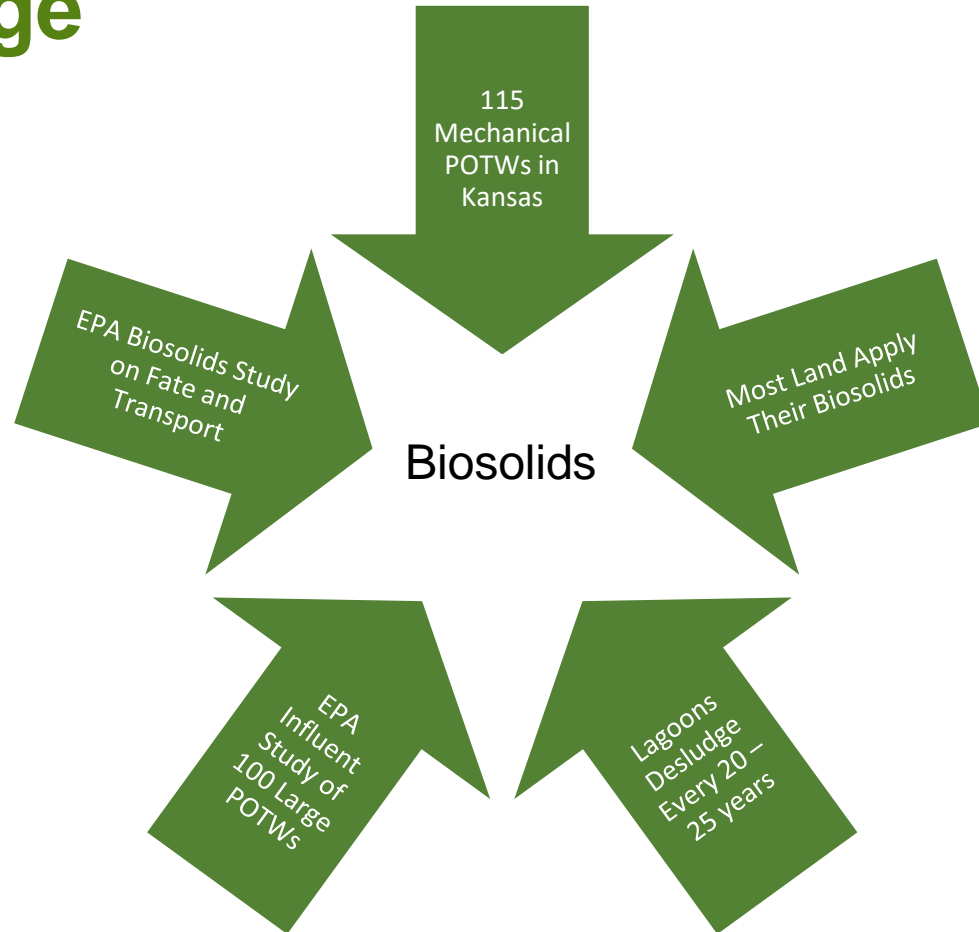 ge
115
Mechanical
POTWs in
Kansas
EPA Biosolids Study
on Fate and
Transport
Most Land Apply
Their Biosolids
Biosolids
EPA
Influent
Study of
100 Large
POTWs
Lagoons
Desludge
Every 20 –
25 years